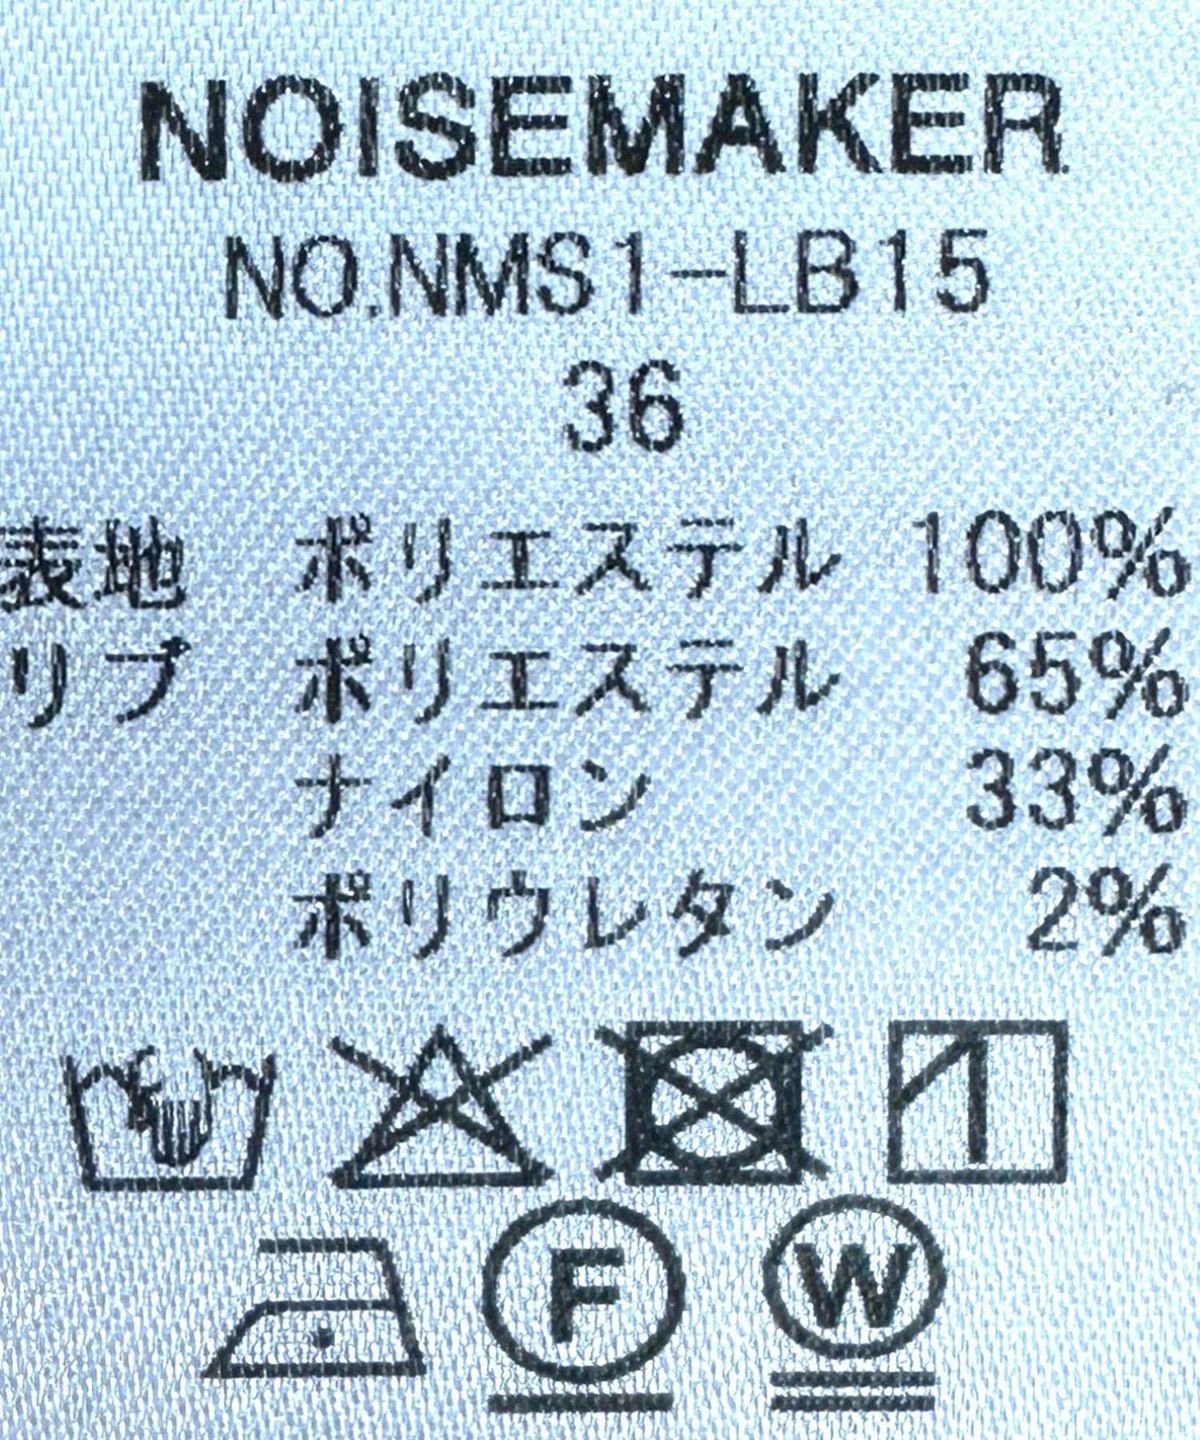 NOISEMAKER.
NO.NMS1-LB15
36
表地 ポリエステル 100%
リブ ポリエステル 65%
ナイロン 33%
ポリウレタン 2%
F W